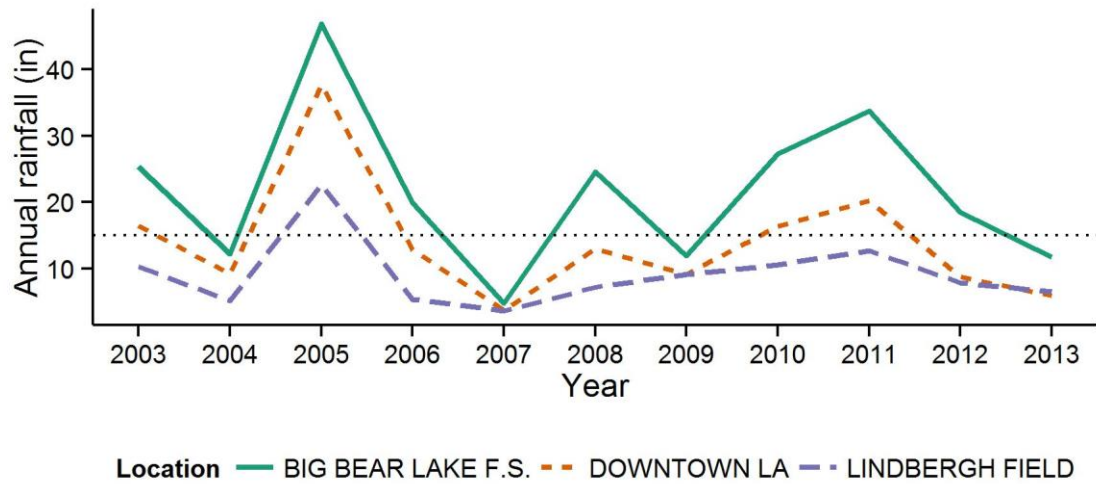 Annual rainfall (in)
40
30
20
10
2003 2004 2005 2006 2007 2008 2009 2010 2011 2012 2013
Year
Location BIG BEAR LAKE F.S. DOWNTOWN LA LINDBERGH FIELD